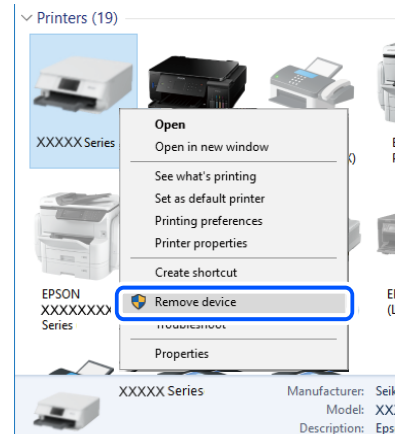 Printers (19)
XXXXX Series
Open
Open in new window
See what's printing
Set as default printer
Printing preferences
Printer properties
Create shortcut
Remove device
Troubleshoot
Properties
EPSON
XXXXXXXX
Series
XXXXX Series
Manufacturer:
Model:
Description: